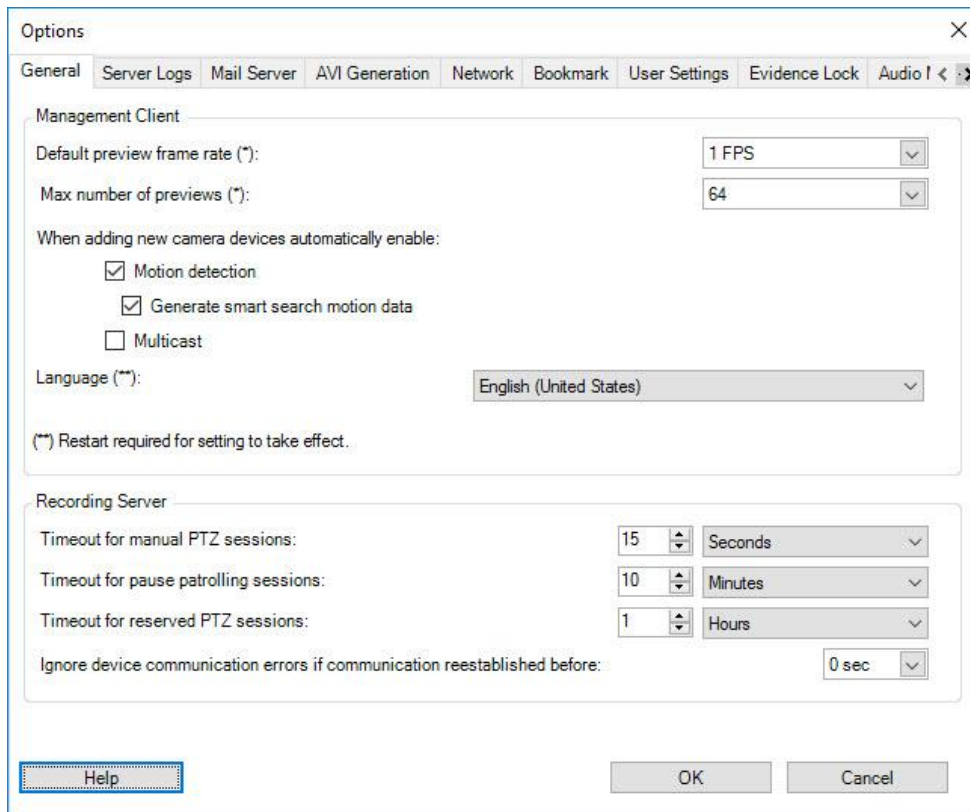 Options
General Server Logs Mail Server AVI Generation Network Bookmark User Settings Evidence Lock Audio
Management Client
Default preview frame rate (*): 1 FPS
Max number of previews (*): 64
When adding new camera devices automatically enable:
Motion detection
Generate smart search motion data
Multicast
Language (**): English (United States)
(**) Restart required for setting to take effect.
Recording Server
Timeout for manual PTZ sessions: 15 Seconds
Timeout for pause patrolling sessions: 10 Minutes
Timeout for reserved PTZ sessions: 1 Hours
Ignore device communication errors if communication reestablished before: 0 sec
Help OK Cancel